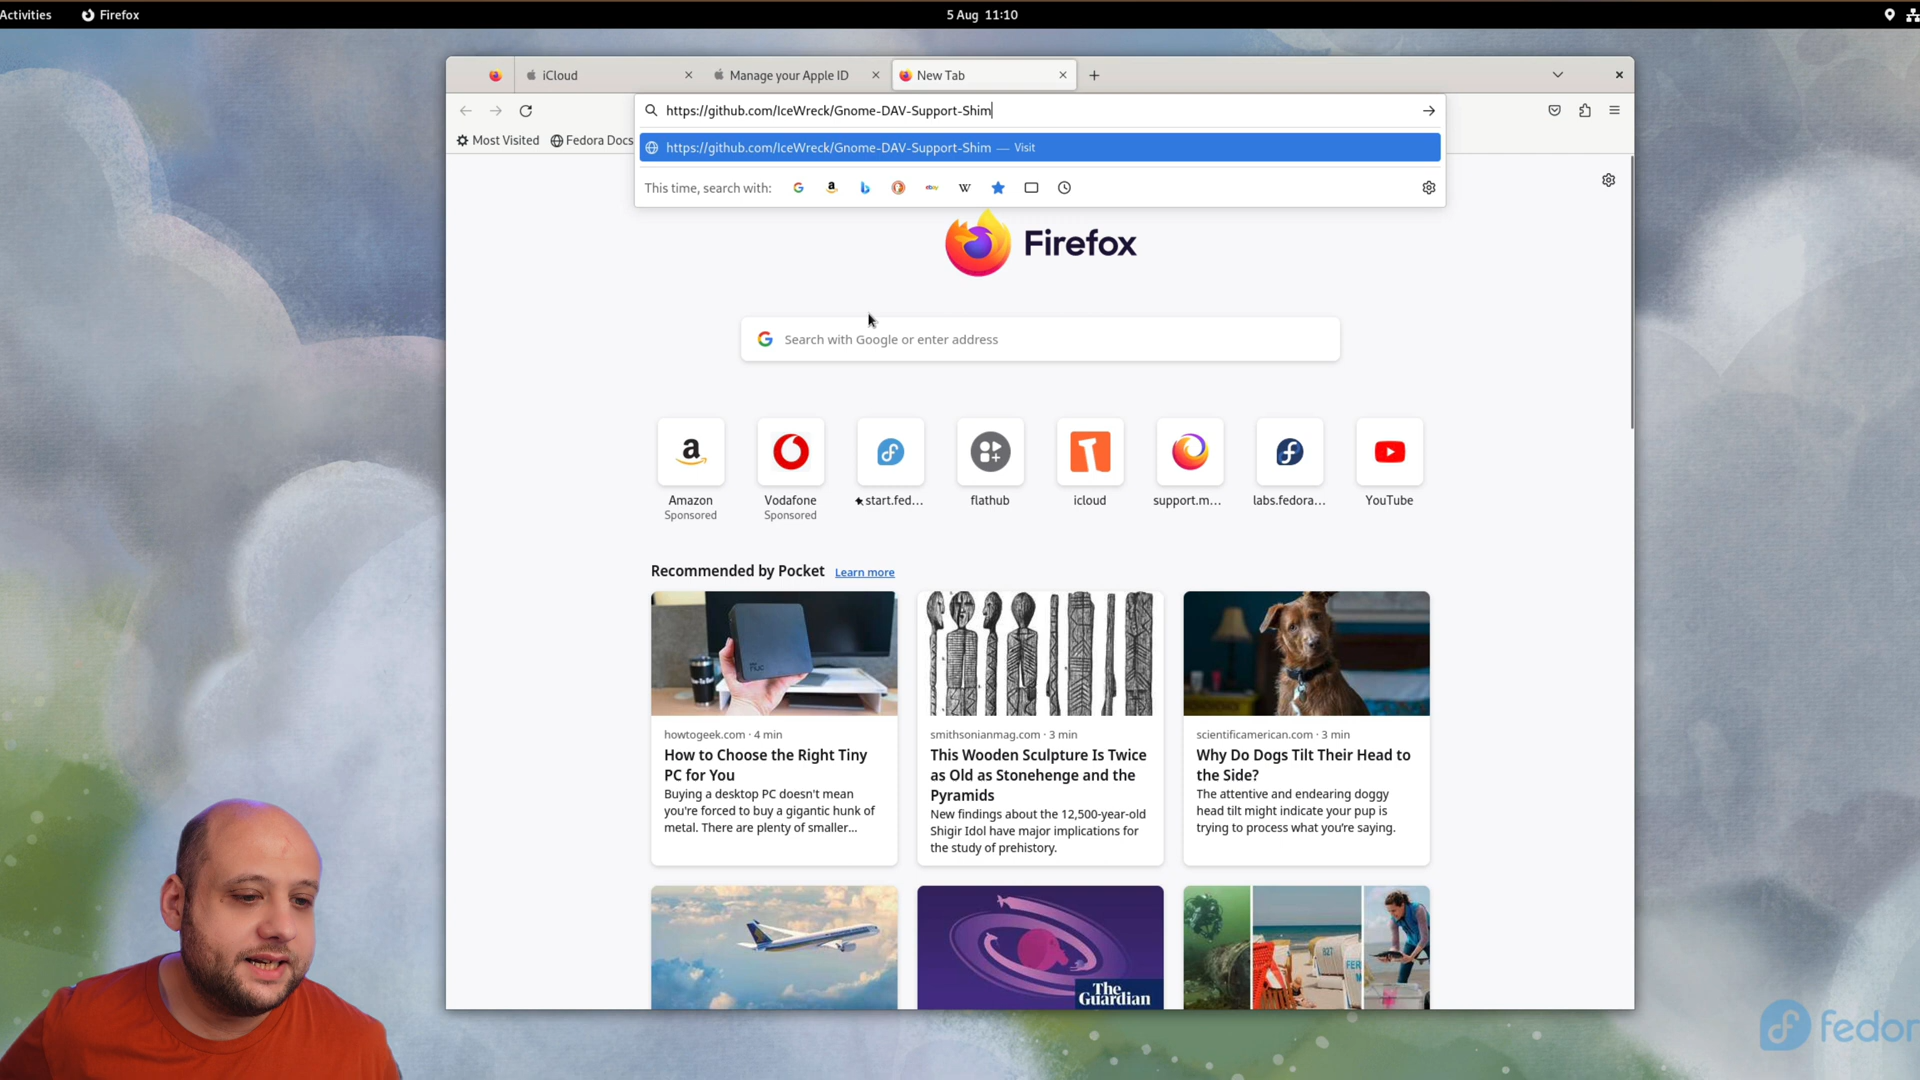 Activities
Firefox
5 Aug 11:10
iCloud
Manage your Apple ID
New Tab
https://github.com/IceWreck/Gnome-DAV-Support-Shim
Most Visited
Fedora Docs
https://github.com/IceWreck/Gnome-DAV-Support-Shim — Visit
This time, search with:
Firefox
Search with Google or enter address
Amazon
Sponsored
Vodafone
Sponsored
start.fed...
flathub
icloud
support.m...
labs.fedora...
YouTube
Recommended by Pocket Learn more
howtogeek.com · 4 min
How to Choose the Right Tiny
PC for You
Buying a desktop PC doesn't mean
you're forced to buy a gigantic hunk of
metal. There are plenty of smaller...
smithsonianmag.com · 3 min
This Wooden Sculpture Is Twice
as Old as Stonehenge and the
Pyramids
New findings about the 12,500-year-old
Shigir Idol have major implications for
the study of prehistory.
scientificamerican.com · 3 min
Why Do Dogs Tilt Their Head to
the Side?
The attentive and endearing doggy
head tilt might indicate your pup is
trying to process what you're saying.
The
Guardian
fedor